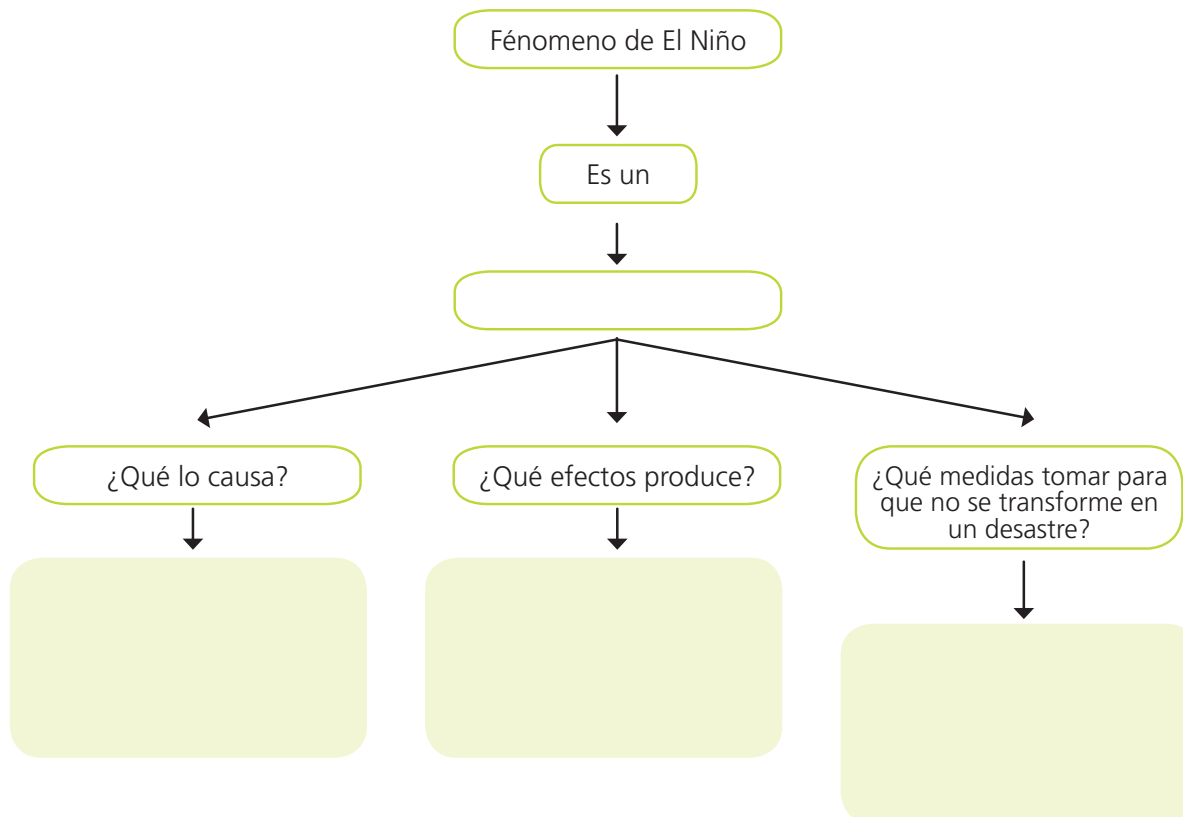 Fénomeno de El Niño
Es un
¿Qué lo causa?
¿Qué efectos produce?
¿Qué medidas tomar para
que no se transforme en
un desastre?